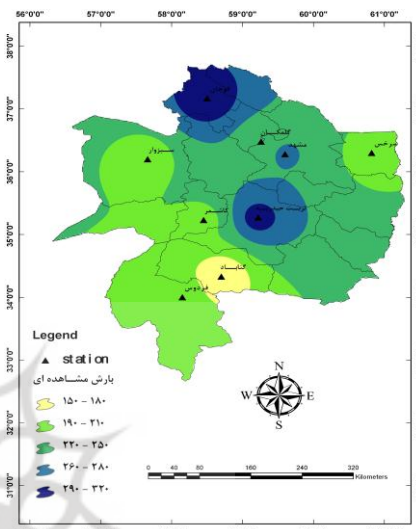 56°0'0" 57°0'0" 58°0'0" 59°0'0" 60°0'0" 61°0'0"
38°0'0"
37°0'0"
36°0'0"
35°0'0"
34°0'0"
33°0'0"
32°0'0"
31°0'0"
قوچان
گلمکان
مشهد
سرخس
سبزوار
تربت حیدریه
کاشمر
گناباد
فردوس
Legend
station
بارش مشاهده ای
۱۵۰ - ۱۸۰
۱۹۰ - ۲۱۰
۲۲۰ - ۲۵۰
۲۶۰ - ۲۸۰
۲۹۰ - ۳۲۰
N
W E
S
0 40 80 160 240 320
Kilometers